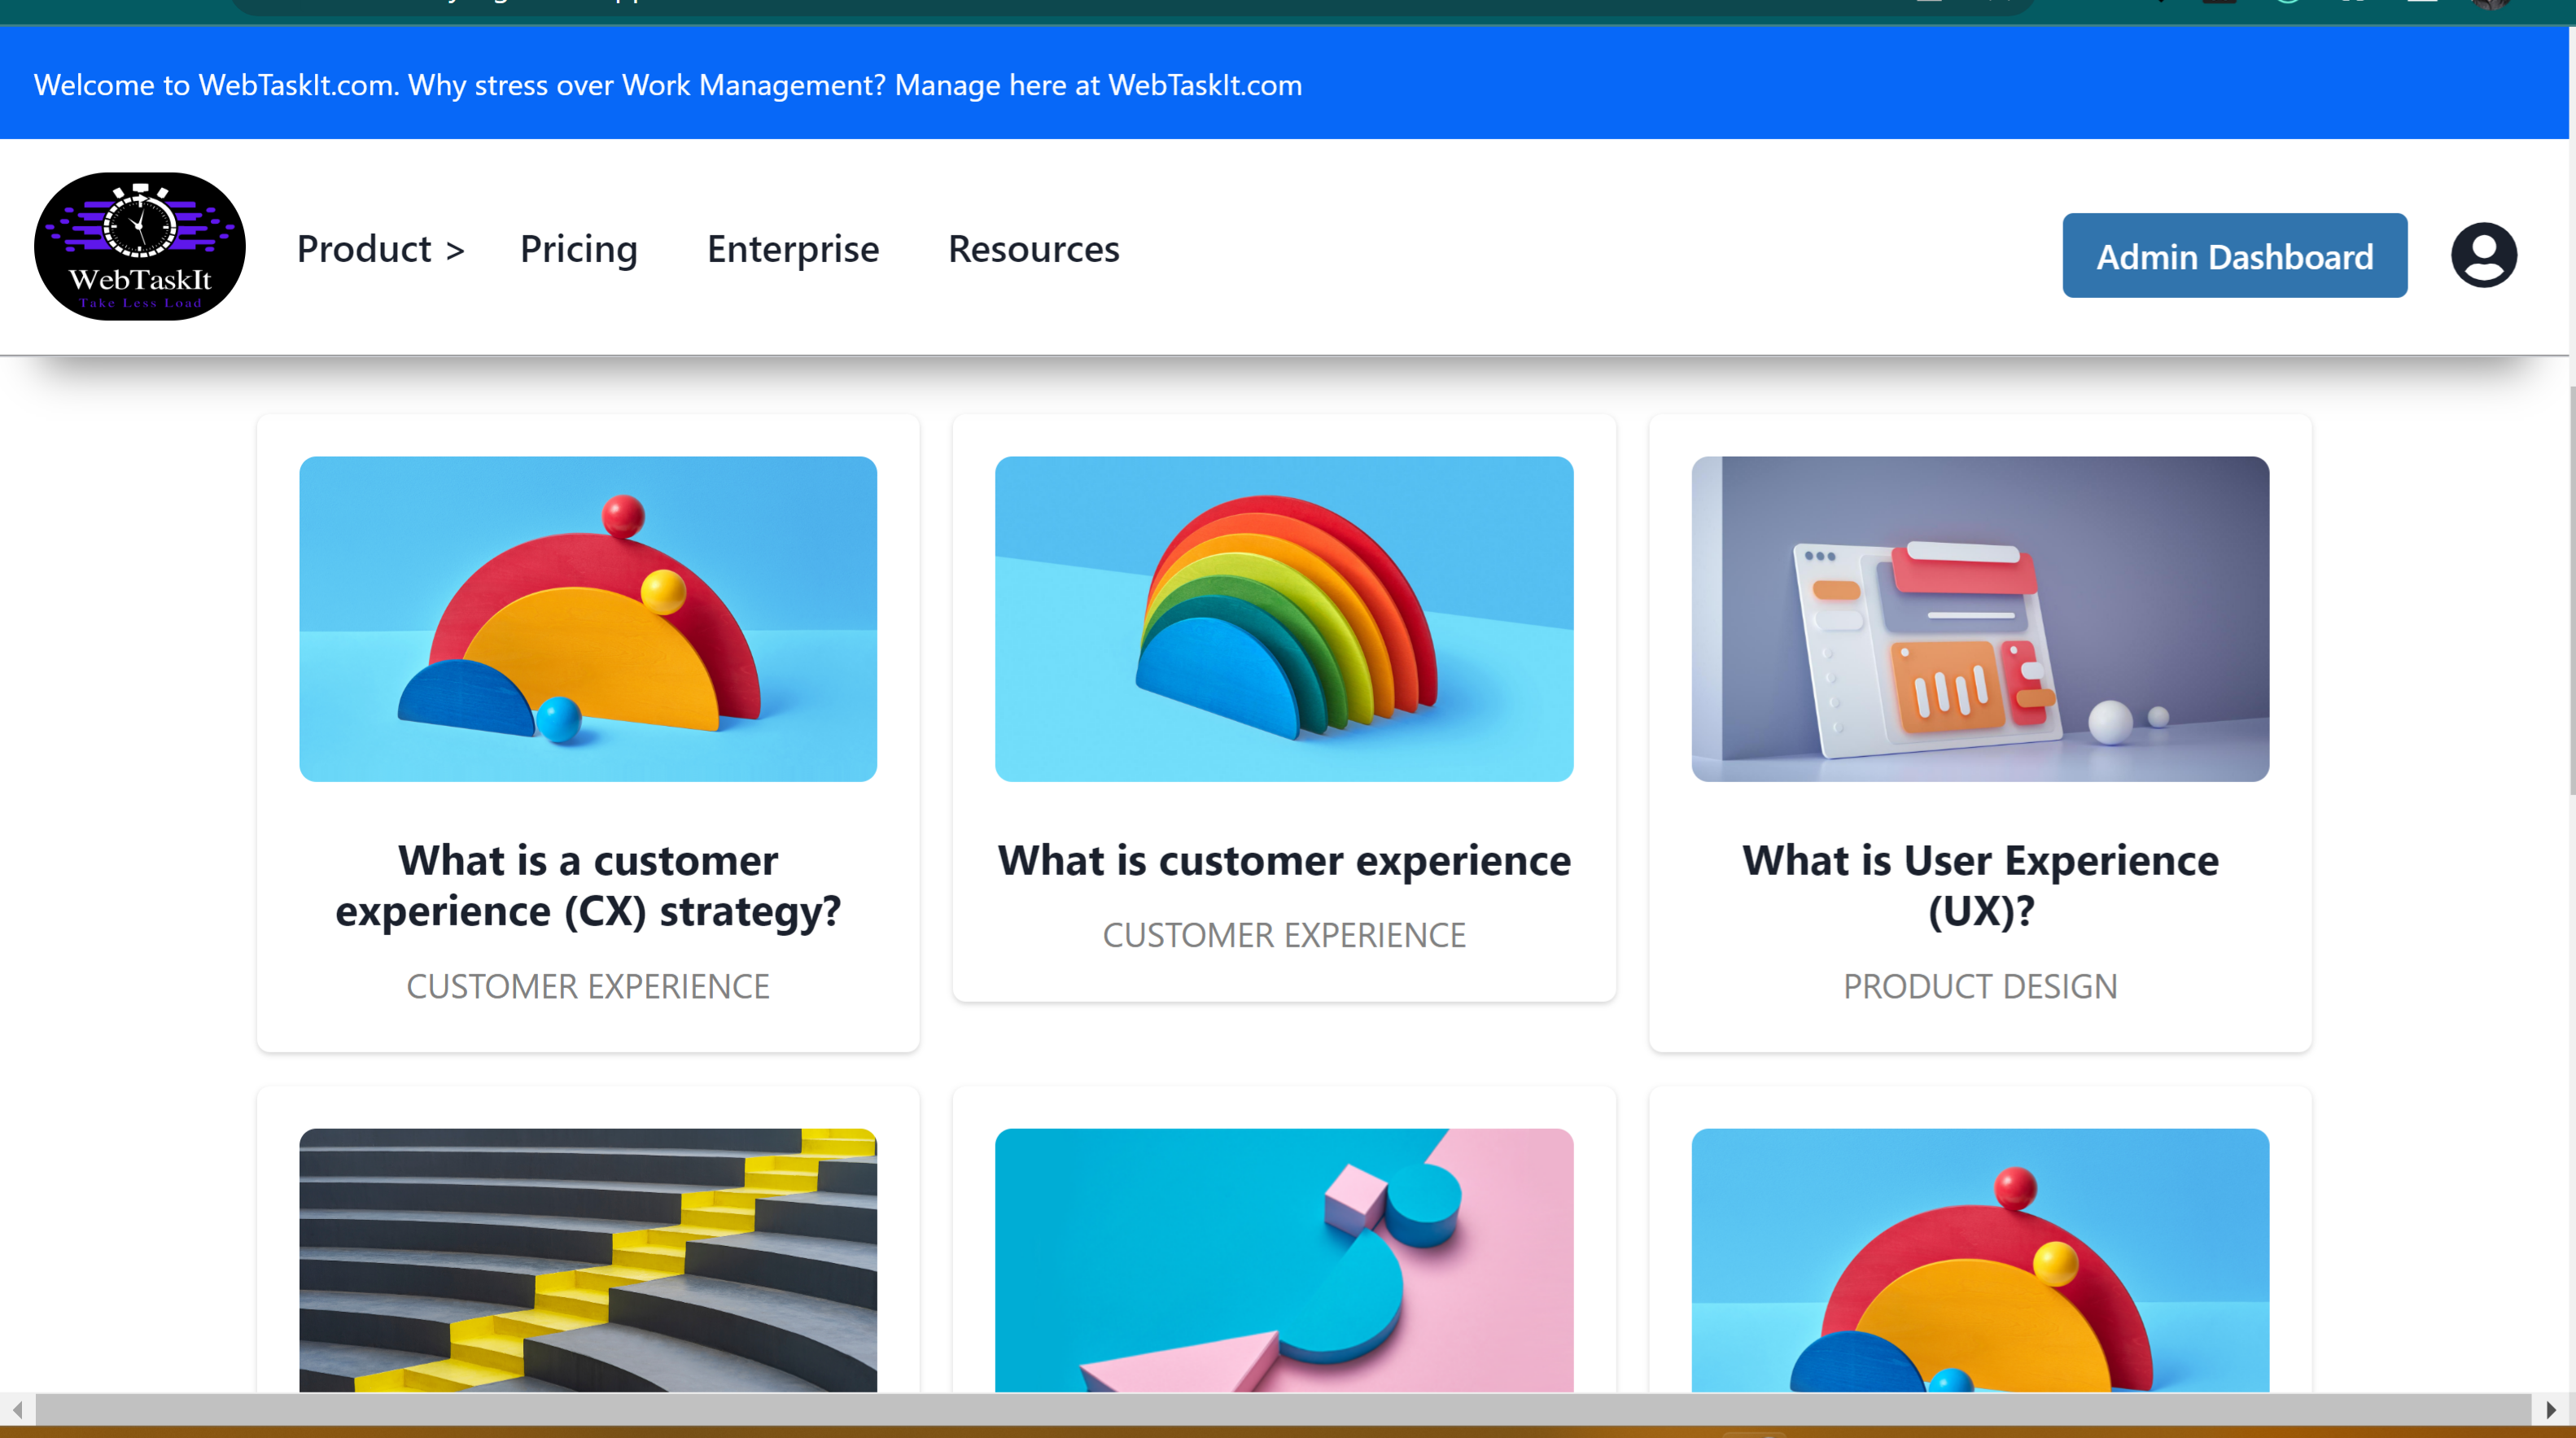 Welcome to WebTaskIt.com. Why stress over Work Management? Manage here at WebTaskIt.com
WebTaskIt
Take Less Load
Product >
Pricing
Enterprise
Resources
Admin Dashboard
What is a customer
experience (CX) strategy?
CUSTOMER EXPERIENCE
What is customer experience
CUSTOMER EXPERIENCE
What is User Experience
(UX)?
PRODUCT DESIGN